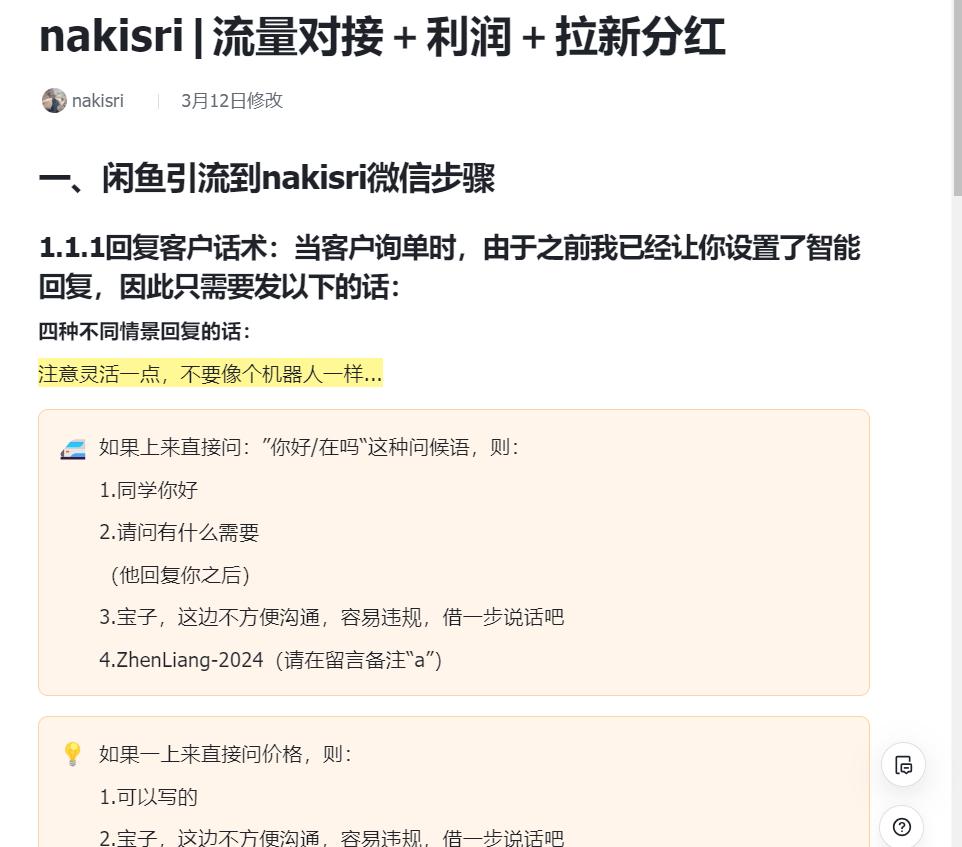 nakisri | 流量对接＋利润＋拉新分红
nakisri
3月12日修改
一、闲鱼引流到nakisri微信步骤
1.1.1回复客户话术：当客户询单时，由于之前我已经让你设置了智能
回复，因此只需要发以下的话：
四种不同情景回复的话：
注意灵活一点，不要像个机器人一样...
如果上来直接问：”你好/在吗“这种问候语，则：
1.同学你好
2.请问有什么需要
（他回复你之后）
3.宝子，这边不方便沟通，容易违规，借一步说话吧
4.ZhenLiang-2024（请在留言备注“a”）
如果一上来直接问价格，则：
1.可以写的
2.宝子，这边不方便沟通，容易违规，借一步说话吧